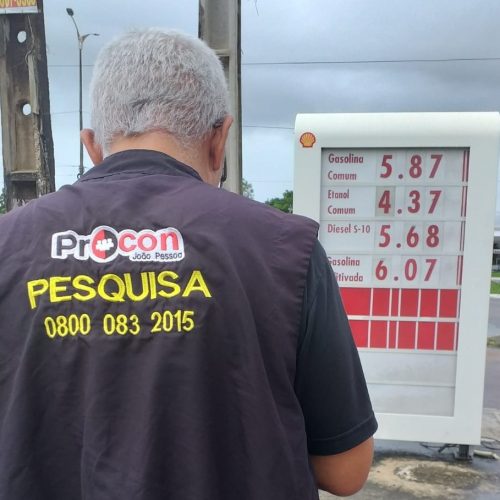 Procon
João Pessoa
PESQUISA
0800 083 2015
Gasolina Comum 5.87
Etanol Comum 4.37
Diesel S-10 5.68
Gasolina 6.07